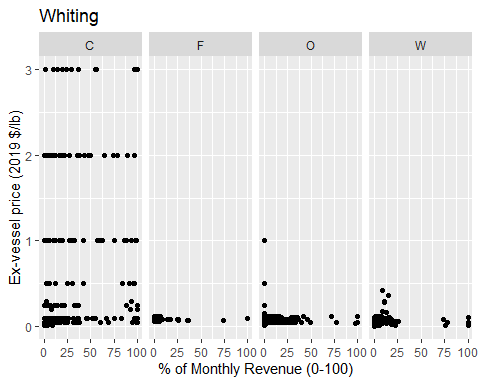 Whiting
C F O W
Ex-vessel price (2019 $/lb)
3
2
1
0
0 25 50 75 100 0 25 50 75 100 0 25 50 75 100 0 25 50 75 100
% of Monthly Revenue (0-100)